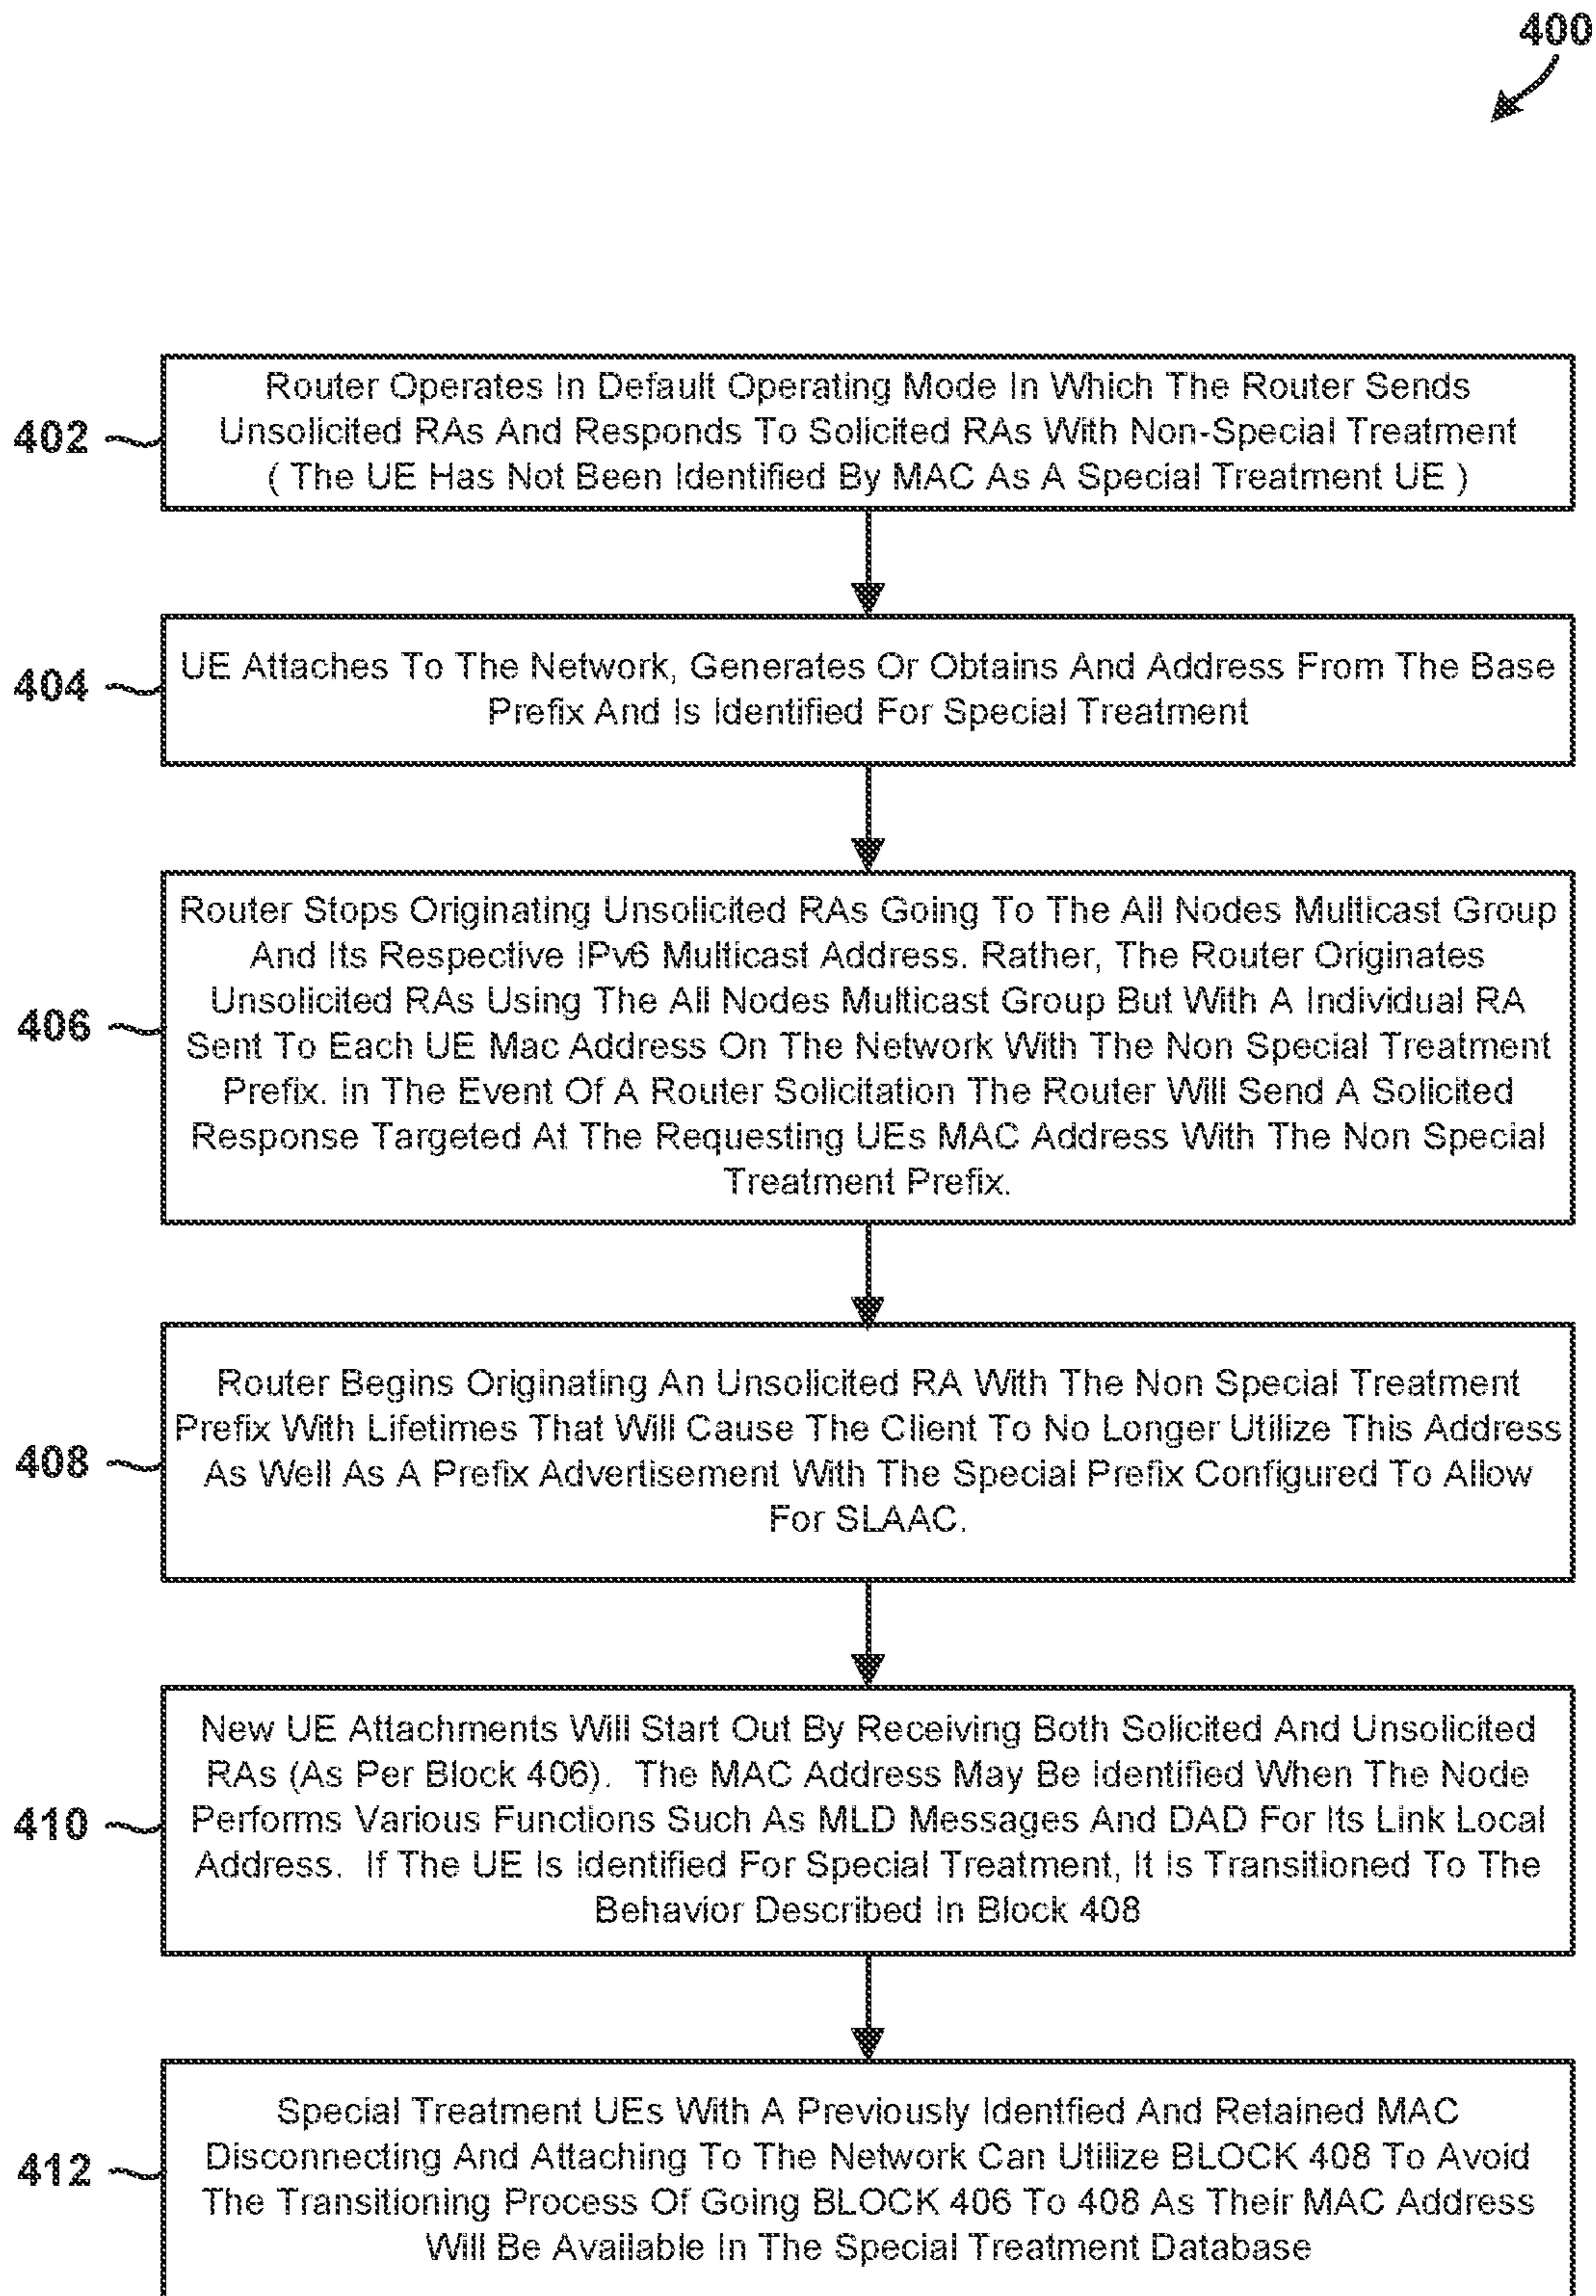 400
402
Router Operates In Default Operating Mode In Which The Router Sends
Unsolicited RAs And Responds To Solicited RAs With Non-Special Treatment
( The UE Has Not Been Identified By MAC As A Special Treatment UE )
404
UE Attaches To The Network, Generates Or Obtains And Address From The Base
Prefix And Is Identified For Special Treatment
406
Router Stops Originating Unsolicited RAs Going To The All Nodes Multicast Group
And Its Respective IPv6 Multicast Address. Rather, The Router Originates
Unsolicited RAs Using The All Nodes Multicast Group But With A Individual RA
Sent To Each UE Mac Address On The Network With The Non Special Treatment
Prefix. In The Event Of A Router Solicitation The Router Will Send A Solicited
Response Targeted At The Requesting UEs MAC Address With The Non Special
Treatment Prefix.
408
Router Begins Originating An Unsolicited RA With The Non Special Treatment
Prefix With Lifetimes That Will Cause The Client To No Longer Utilize This Address
As Well As A Prefix Advertisement With The Special Prefix Configured To Allow
For SLAAC.
410
New UE Attachments Will Start Out By Receiving Both Solicited And Unsolicited
RAs (As Per Block 406). The MAC Address May Be Identified When The Node
Performs Various Functions Such As MLD Messages And DAD For Its Link Local
Address. If The UE Is Identified For Special Treatment, It Is Transitioned To The
Behavior Described In Block 408
412
Special Treatment UEs With A Previously Identfied And Retained MAC
Disconnecting And Attaching To The Network Can Utilize BLOCK 408 To Avoid
The Transitioning Process Of Going BLOCK 406 To 408 As Their MAC Address
Will Be Available In The Special Treatment Database